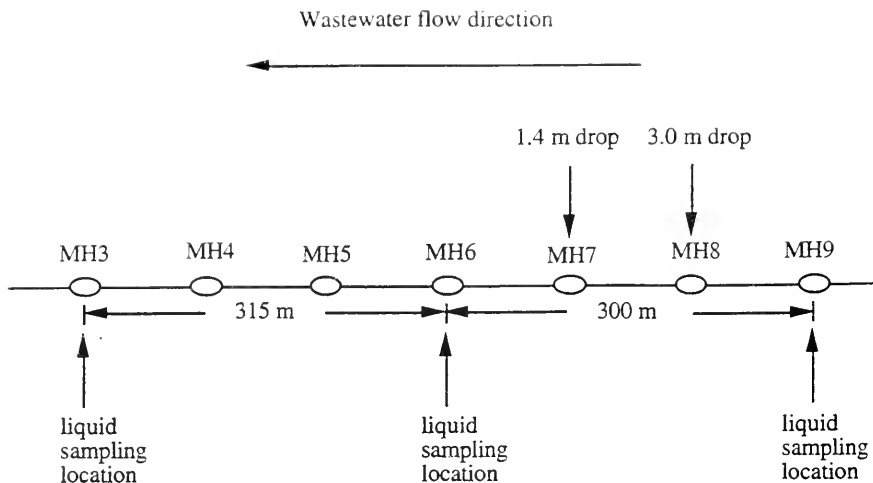 Wastewater flow direction
1.4 m drop 3.0 m drop
MH3 MH4 MH5 MH6 MH7 MH8 MH9
315 m 300 m
liquid
sampling
location
liquid
sampling
location
liquid
sampling
location